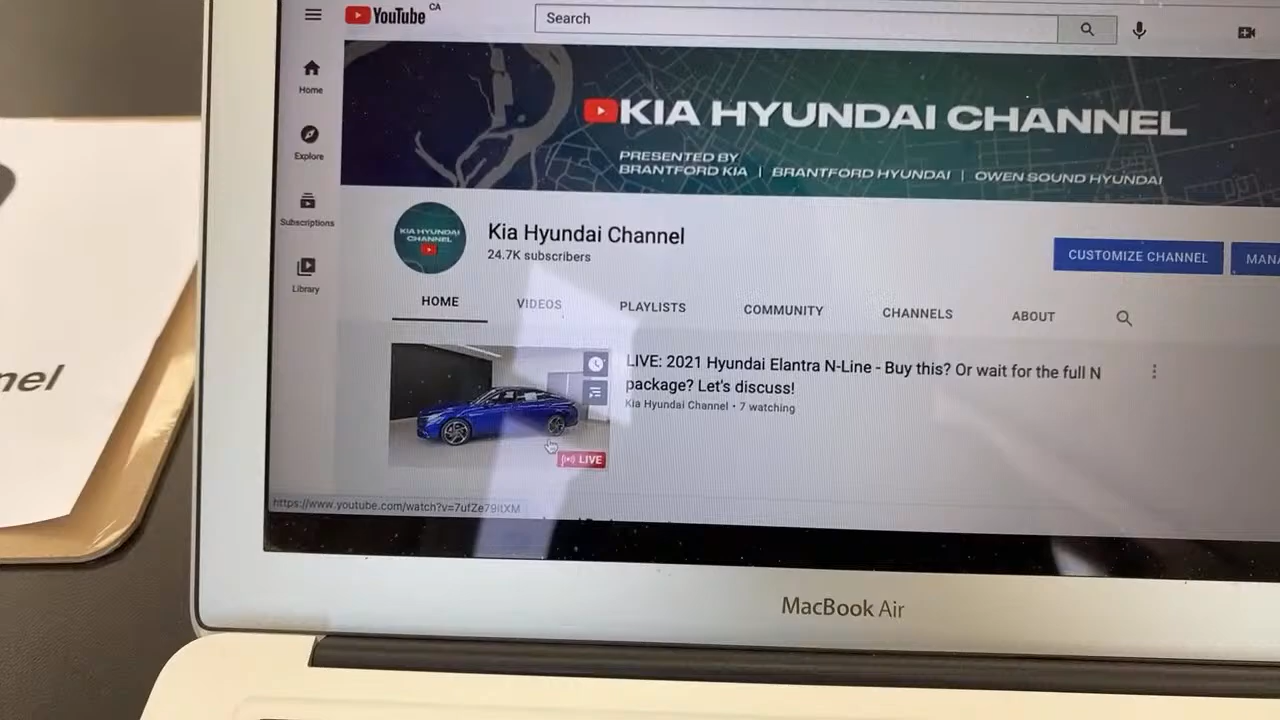 YouTube CA
Search
Home
Explore
Subscriptions
Library
KIA HYUNDAI CHANNEL
PRESENTED BY
BRANTFORD KIA | BRANTFORD HYUNDAI | OWEN SOUND HYUNDAI
KIA HYUNDAI
CHANNEL
Kia Hyundai Channel
24.7K subscribers
CUSTOMIZE CHANNEL
MANA
HOME
VIDEOS
PLAYLISTS
COMMUNITY
CHANNELS
ABOUT
LIVE: 2021 Hyundai Elantra N-Line - Buy this? Or wait for the full N
package? Let's discuss!
Kia Hyundai Channel • 7 watching
LIVE
nel
MacBook Air